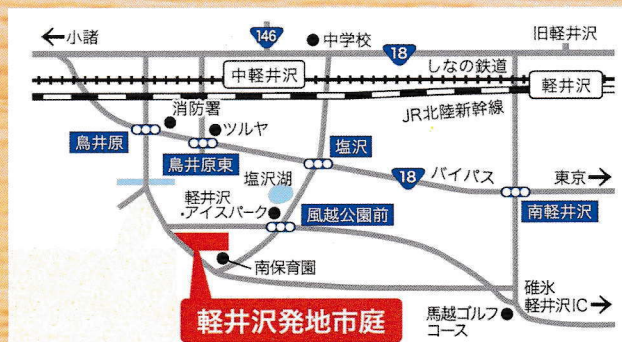 ←小諸
146
中学校
18
旧軽井沢
しなの鉄道
中軽井沢
軽井沢
JR北陸新幹線
消防署
鳥井原
ツルヤ
鳥井原東
塩沢
塩沢湖
18
バイパス
東京→
軽井沢
・アイスパーク
風越公園前
南軽井沢
南保育園
碓氷
軽井沢IC→
馬越ゴルフ
コース
軽井沢発地市庭